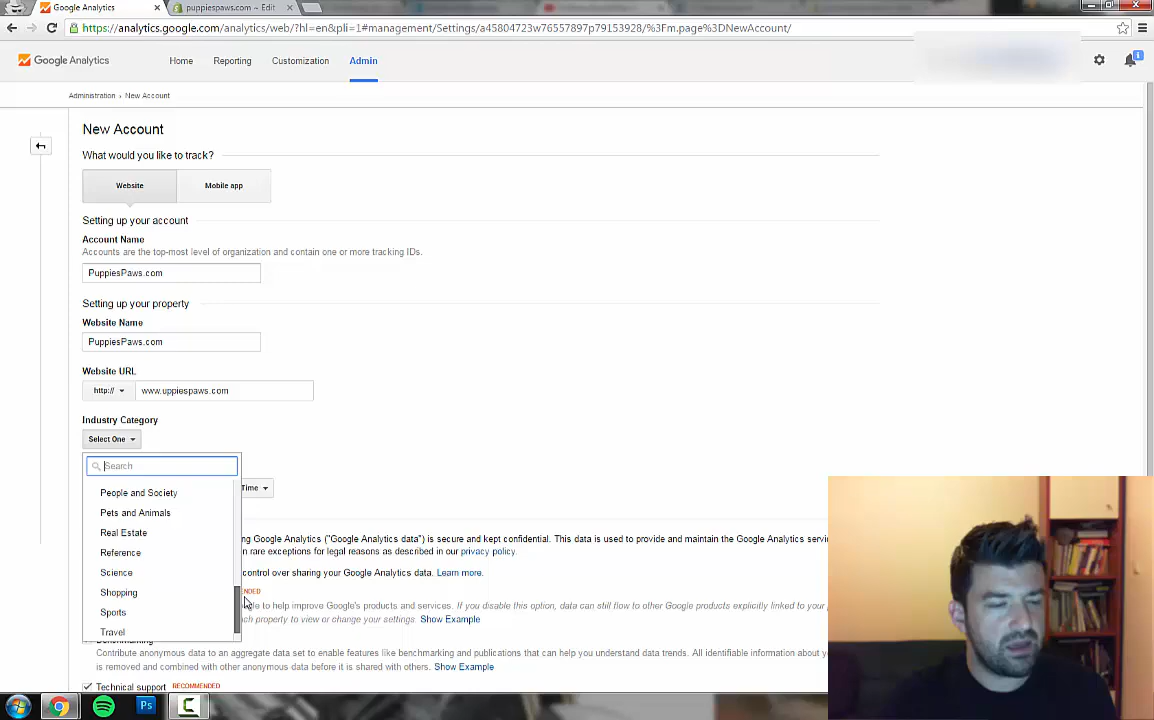 Google Analytics
puppiespaws.com ~ Edit
https://analytics.google.com/analytics/web/?hl=en&pli=1#management/Settings/a45804723w76557897p79153928/%3Fm.page%3DNewAccount/
Google Analytics
Home
Reporting
Customization
Admin
Administration › New Account
New Account
What would you like to track?
Website
Mobile app
Setting up your account
Account Name
Accounts are the top-most level of organization and contain one or more tracking IDs.
PuppiesPaws.com
Setting up your property
Website Name
PuppiesPaws.com
Website URL
http://
www.uppiespaws.com
Industry Category
Select One
Search
People and Society
Time
Pets and Animals
Real Estate
ng Google Analytics ("Google Analytics data") is secure and kept confidential. This data is used to provide and maintain the Google Analytics servic
Reference
n rare exceptions for legal reasons as described in our privacy policy.
Science
control over sharing your Google Analytics data. Learn more.
Shopping
ENDED
le to help improve Google's products and services. If you disable this option, data can still flow to other Google products explicitly linked to your
Sports
ch property to view or change your settings. Show Example
Travel
Benchmarking
Contribute anonymous data to an aggregate data set to enable features like benchmarking and publications that can help you understand data trends. All identifiable information about
is removed and combined with other anonymous data before it is shared with others. Show Example
Technical support RECOMMENDED
Ps